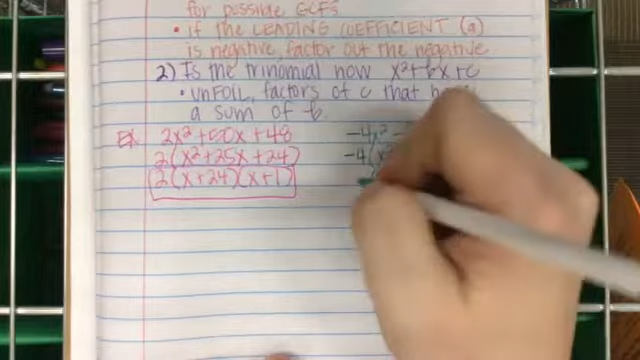 for possible GCFs
• if the LEADING COEFFICIENT (a)
is negative, factor out the negative
2) Is the trinomial now x²+bx+c
• unFOIL, factors of c that
a sum of b
Ex 2x²+50x+48
2(x²+25x+24)
2(x+24)(x+1)
-4x²-
-4(x²